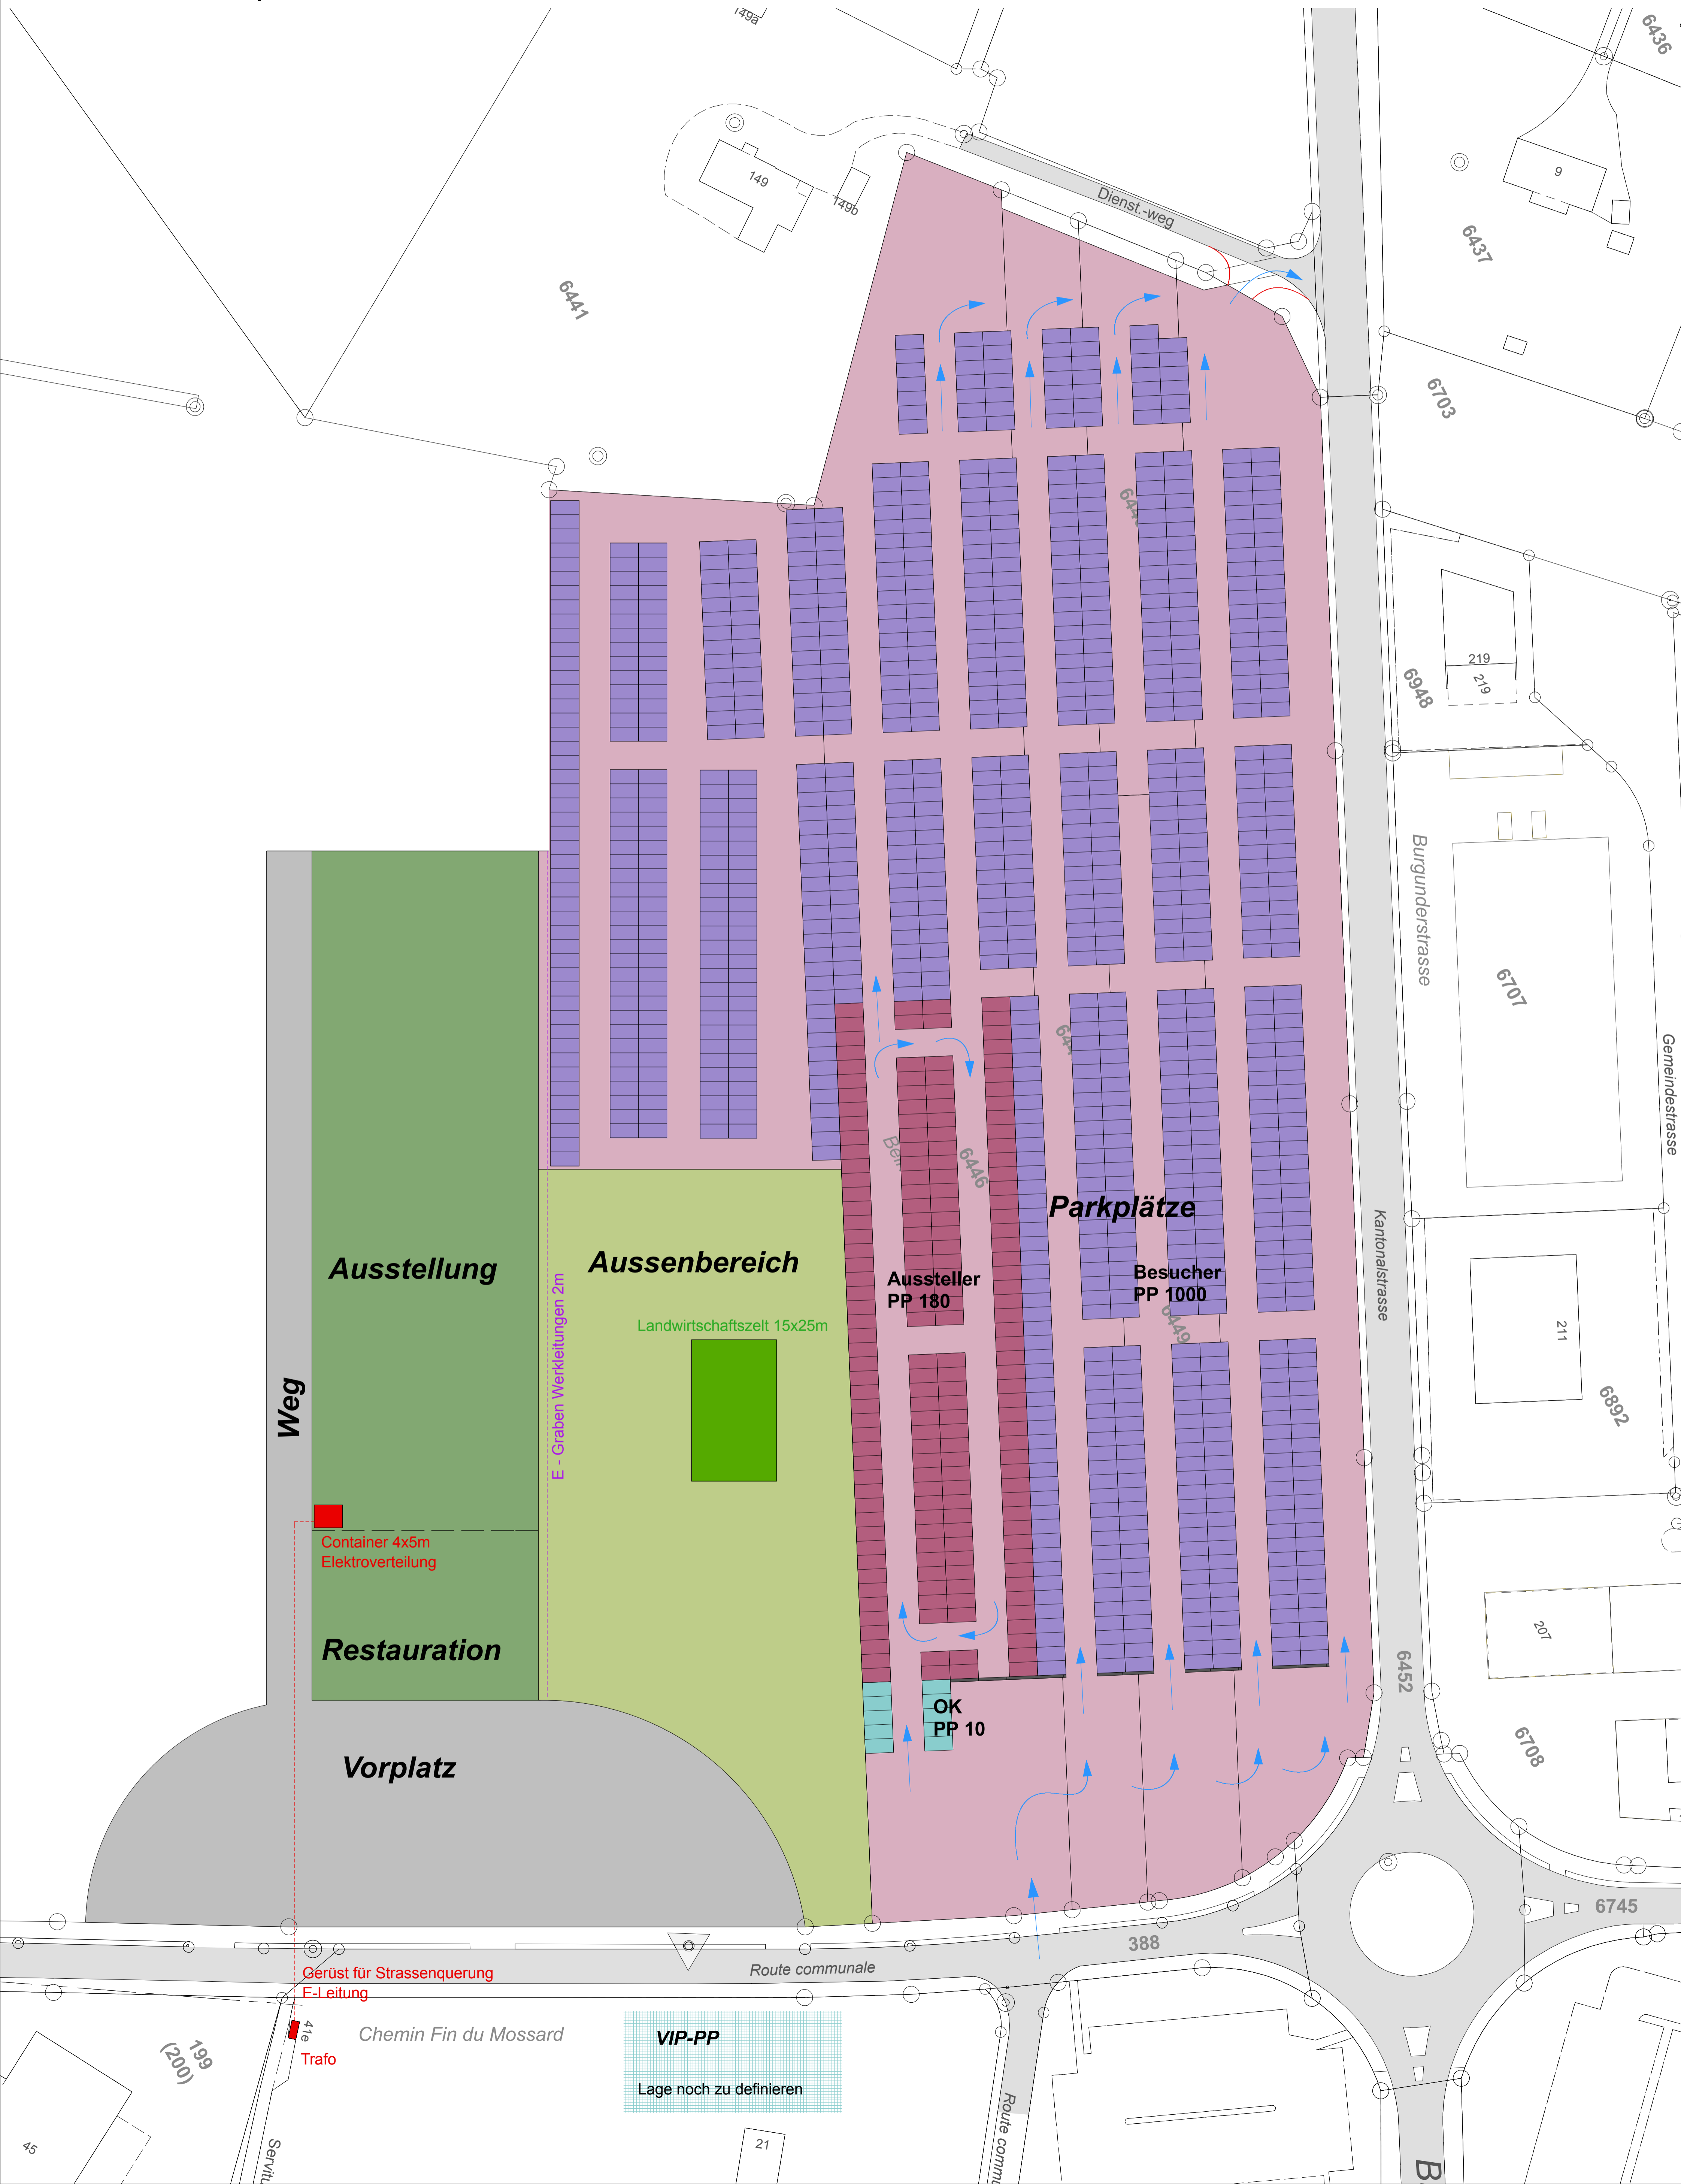 149a
6436
149
149b
Dienst.-weg
9
6437
6441
6703
219
219
6948
Burgunderstrasse
6707
Gemeindestrasse
6446
Parkplätze
Ausstellung
Aussenbereich
Aussteller
PP 180
Besucher
PP 1000
Kantonalstrasse
Landwirtschaftszelt 15x25m
E - Graben Werkleitungen 2m
6449
211
6892
Weg
Container 4x5m
Elektroverteilung
Restauration
207
6452
OK
PP 10
Vorplatz
6708
6745
388
Route communale
Gerüst für Strassenquerung
E-Leitung
41e
Chemin Fin du Mossard
VIP-PP
199
(200)
Trafo
Lage noch zu definieren
45
21
Route